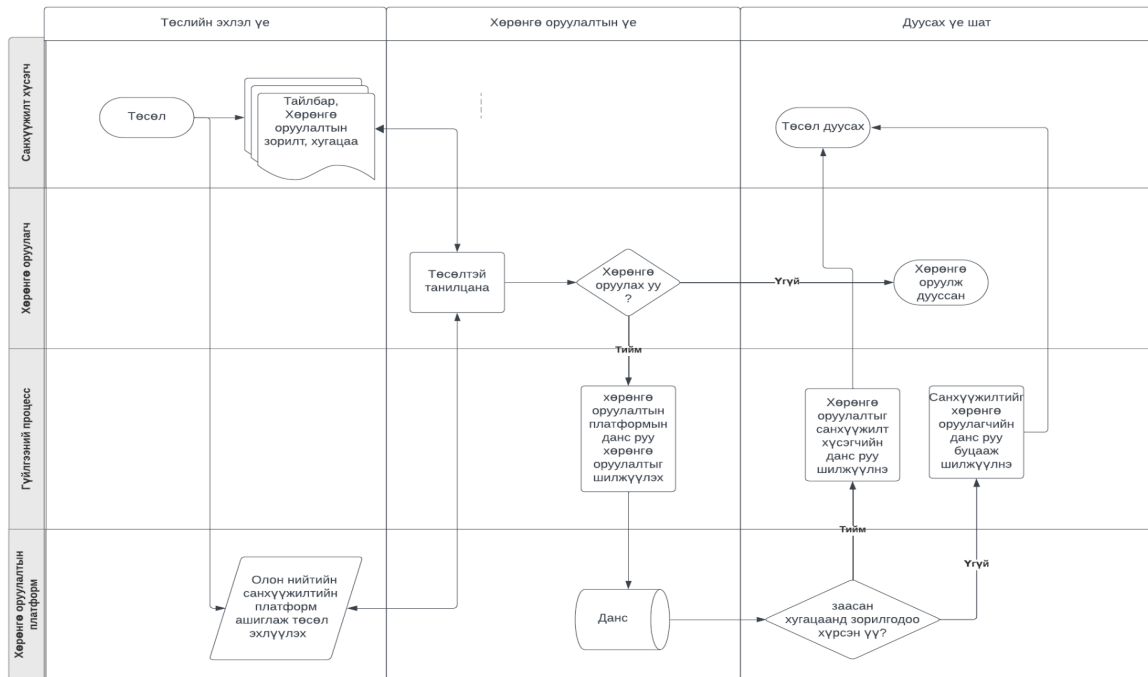 Төслийн эхлэл үе
Хөрөнгө оруулалтын үе
Дуусах үе шат
Санхүүжилт хүсэгч
Төсөл
Тайлбар,
Хөрөнгө
оруулалтын
зорилт, хугацаа
Төсөл дуусах
Хөрөнгө оруулагч
Төсөлтэй
танилцана
Хөрөнгө
оруулах уу
?
Үгүй
Хөрөнгө
оруулж
дууссан
Тийм
Гүйлгээний процесс
хөрөнгө
оруулалтын
платформын
данс руу
хөрөнгө
оруулалтыг
шилжүүлэх
Хөрөнгө
оруулалтыг
санхүүжилт
хүсэгчийн
данс руу
шилжүүлнэ
Санхүүжилтийг
хөрөнгө
оруулагчийн
данс руу
буцааж
шилжүүлнэ
Тийм
Үгүй
Хөрөнгө оруулалтын
платформ
Олон нийтийн
санхүүжилтийн
платформ
ашиглаж төсөл
эхлүүлэх
Данс
заасан
хугацаанд зорилгодоо
хүрсэн үү?